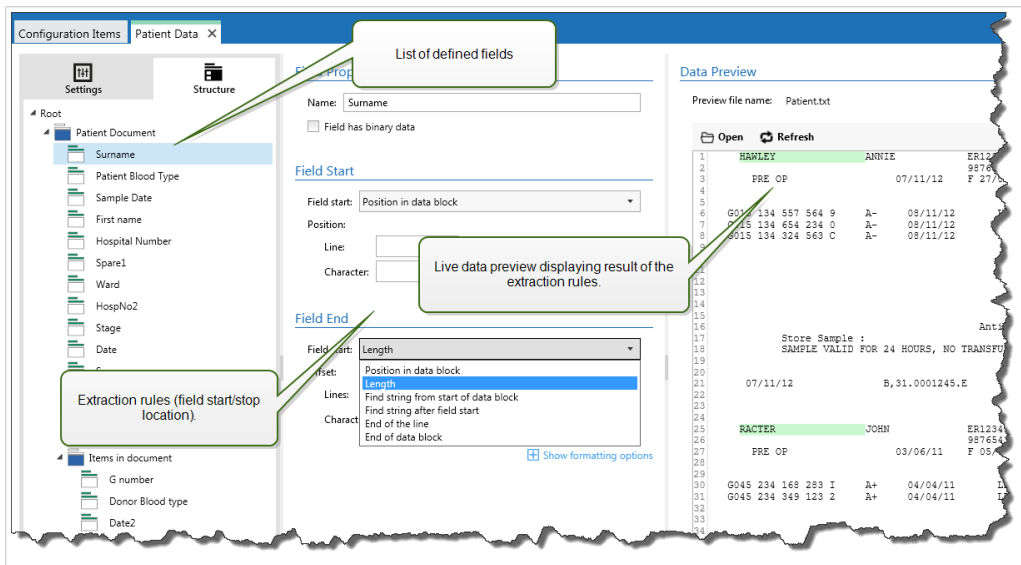 Configuration Items
Patient Data ×
Settings
Structure
Root
Patient Document
Surname
Patient Blood Type
Sample Date
First name
Hospital Number
Spare1
Ward
HospNo2
Stage
Date
Items in document
G number
Donor Blood type
Date2
List of defined fields
Name: Surname
Field has binary data
Field Start
Field start: Position in data block
Position:
Line:
Character:
Field End
Length
Position in data block
Length
Find string from start of data block
Find string after field start
End of the line
End of data block
Lines:
Show formatting options
Extraction rules (field start/stop
location).
Live data preview displaying result of the
extraction rules.
Data Preview
Preview file name: Patient.txt
Open Refresh
1 HAWLEY ANNIE
2
3 PRE OP 07/11/12
4
5
6 G015 134 557 564 9 A- 08/11/12
7 G015 134 654 234 0 A- 08/11/12
8 G015 134 324 563 C A- 08/11/12
12
13
14
15
16
17 Store Sample :
18 SAMPLE VALID FOR 24 HOURS, NO
19
20
21 07/11/12 B,31.0001245.E
22
23
24
25 RACTER JOHN
26
27 PRE OP 03/06/11
28
29
30 G045 234 168 283 I A+ 04/04/11
31 G045 234 349 123 2 A+ 04/04/11
32
33
34